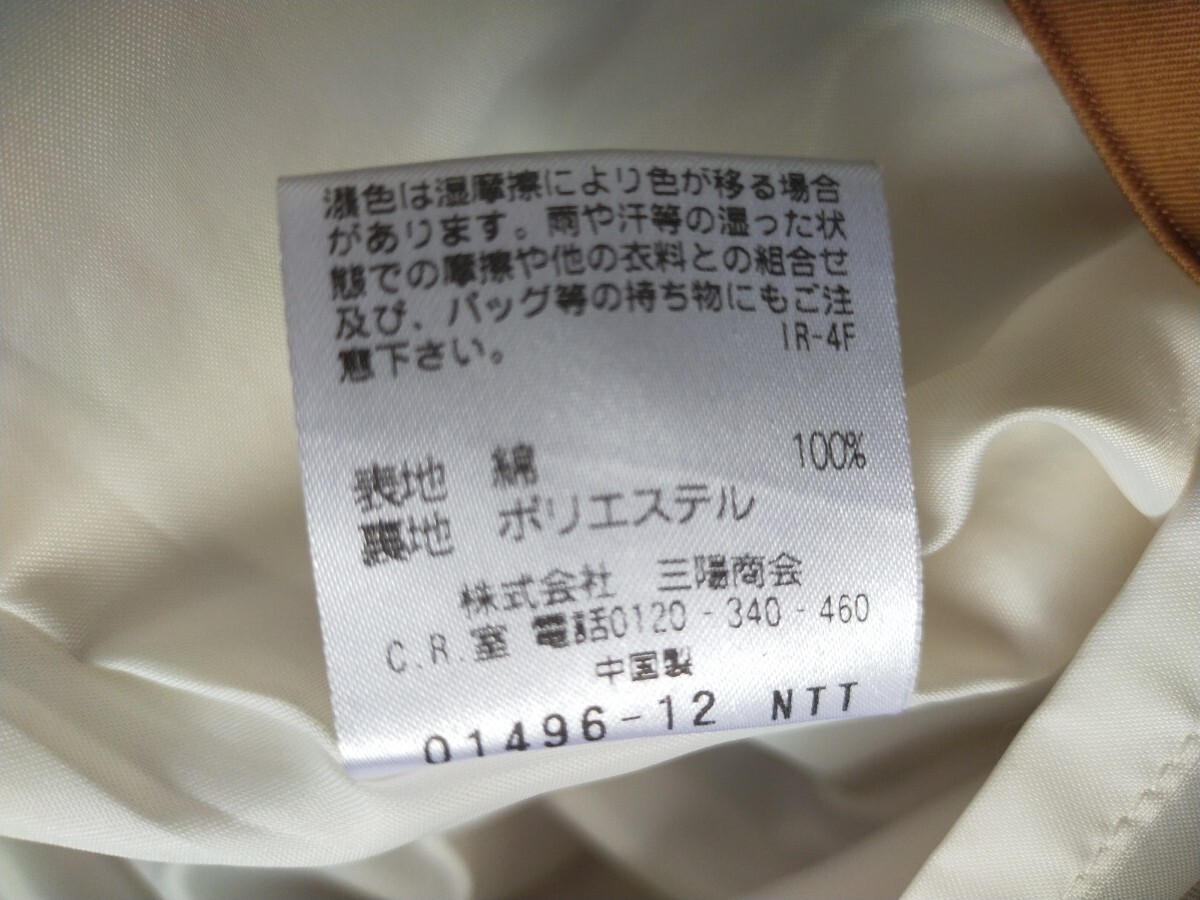 濃色は湿摩擦により色が移る場合
があります。雨や汗等の湿った状
態での摩擦や他の衣料との組合せ
及び、バッグ等の持ち物にもご注
意下さい。 IR-4F
表地 綿 100%
裏地 ポリエステル
株式会社 三陽商会
C.R.室 電話0120-340-460
中国製
01496-12 NTT